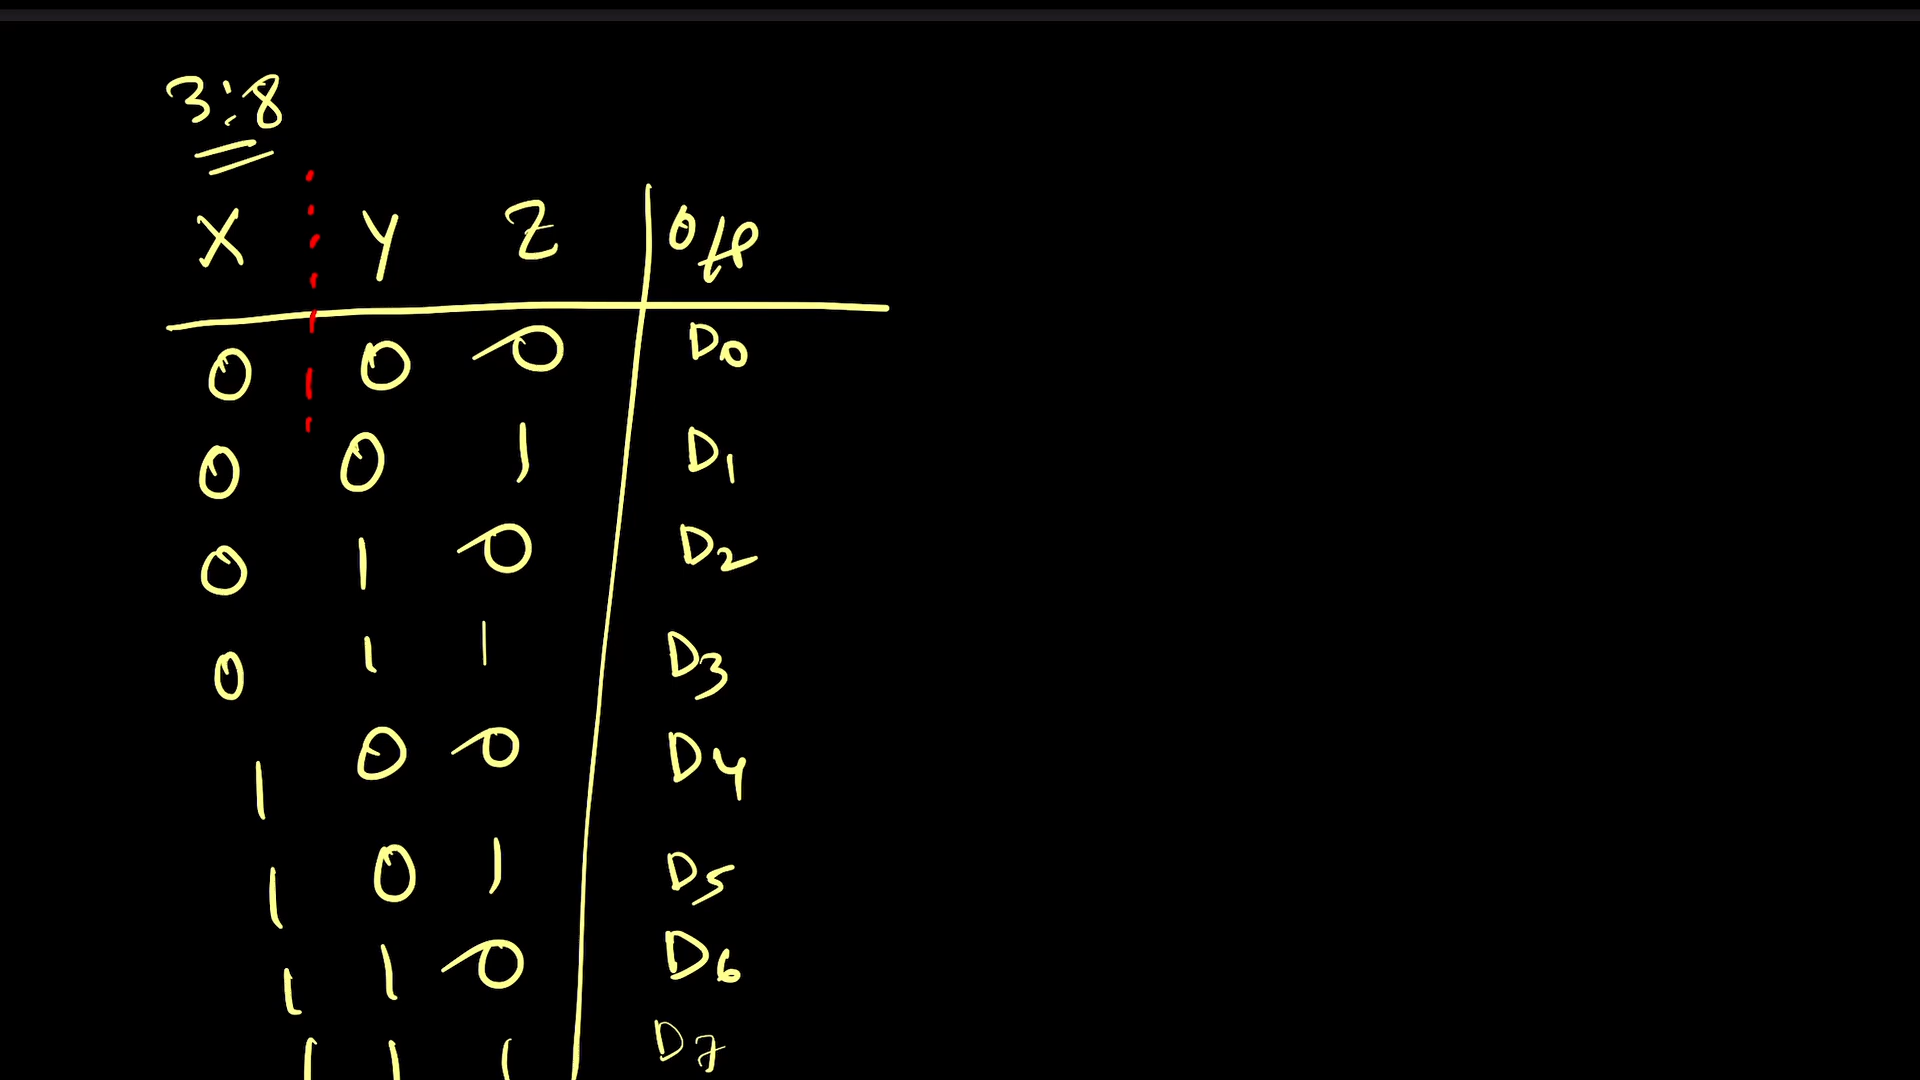 3:8
X Y Z O/P
0 0 0 D0
0 0 1 D1
0 1 0 D2
0 1 1 D3
1 0 0 D4
1 0 1 D5
1 1 0 D6
1 1 1 D7